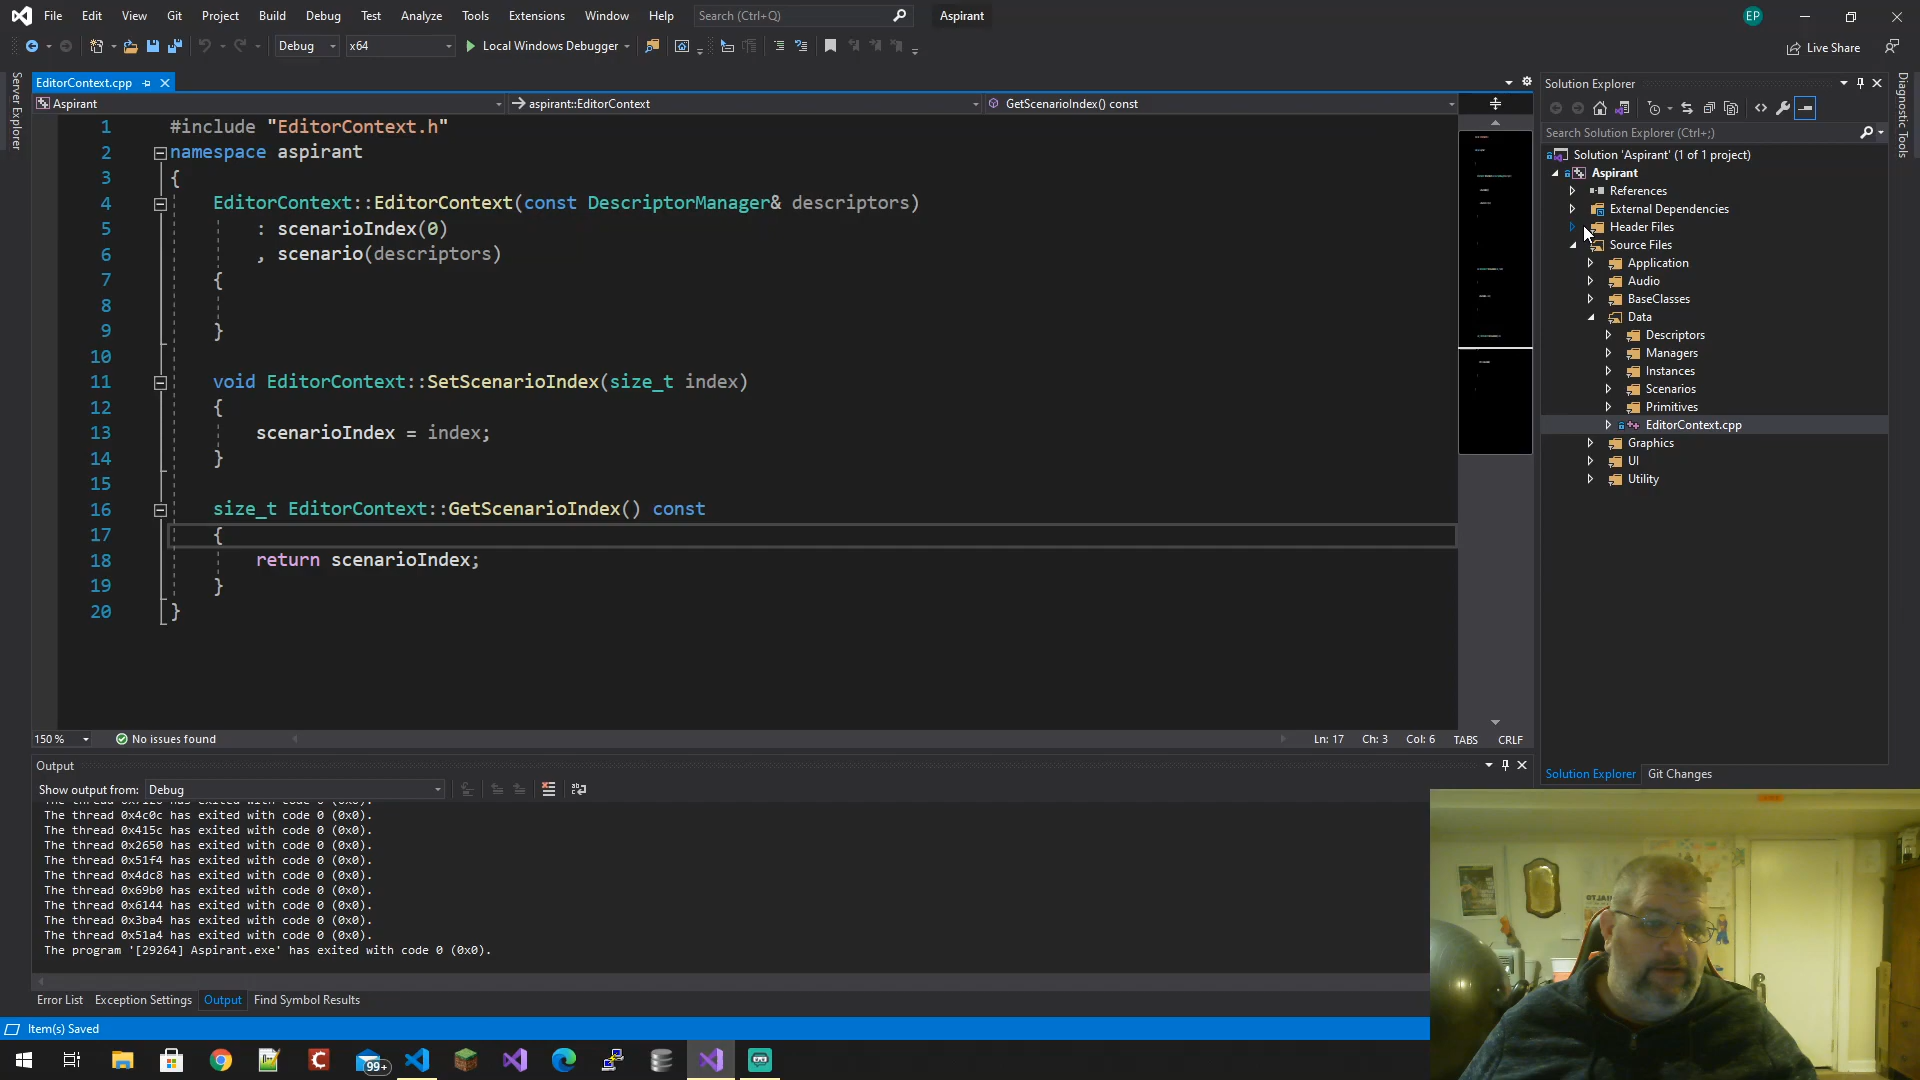 File Edit View Git Project Build Debug Test Analyze Tools Extensions Window Help Search (Ctrl+Q) Aspirant EP
Debug x64 Local Windows Debugger Live Share
Server Explorer
EditorContext.cpp
Aspirant aspirant::EditorContext GetScenarioIndex() const
1 #include "EditorContext.h"
2 namespace aspirant
3 {
4 EditorContext::EditorContext(const DescriptorManager& descriptors)
5 : scenarioIndex(0)
6 , scenario(descriptors)
7 {
8
9 }
10
11 void EditorContext::SetScenarioIndex(size_t index)
12 {
13 scenarioIndex = index;
14 }
15
16 size_t EditorContext::GetScenarioIndex() const
17 {
18 return scenarioIndex;
19 }
20 }
150 % No issues found Ln: 17 Ch: 3 Col: 6 TABS CRLF
Output
Show output from: Debug
The thread 0x4c0c has exited with code 0 (0x0).
The thread 0x415c has exited with code 0 (0x0).
The thread 0x2650 has exited with code 0 (0x0).
The thread 0x51f4 has exited with code 0 (0x0).
The thread 0x4dc8 has exited with code 0 (0x0).
The thread 0x69b0 has exited with code 0 (0x0).
The thread 0x6144 has exited with code 0 (0x0).
The thread 0x3ba4 has exited with code 0 (0x0).
The thread 0x51a4 has exited with code 0 (0x0).
The program '[29264] Aspirant.exe' has exited with code 0 (0x0).
Error List Exception Settings Output Find Symbol Results
Item(s) Saved
99+
Solution Explorer
Search Solution Explorer (Ctrl+;)
Solution 'Aspirant' (1 of 1 project)
Aspirant
References
External Dependencies
Header Files
Source Files
Application
Audio
BaseClasses
Data
Descriptors
Managers
Instances
Scenarios
Primitives
EditorContext.cpp
Graphics
UI
Utility
Solution Explorer Git Changes
Diagnostic Tools